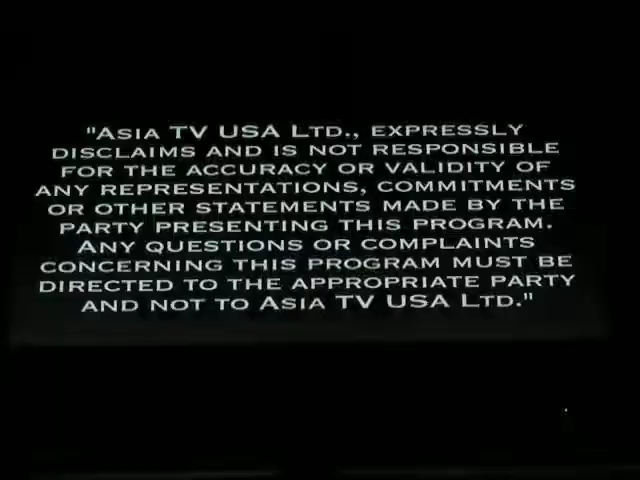 "Asia TV USA Ltd., expressly
disclaims and is not responsible
for the accuracy or validity of
any representations, commitments
or other statements made by the
party presenting this program.
Any questions or complaints
concerning this program must be
directed to the appropriate party
and not to Asia TV USA Ltd."